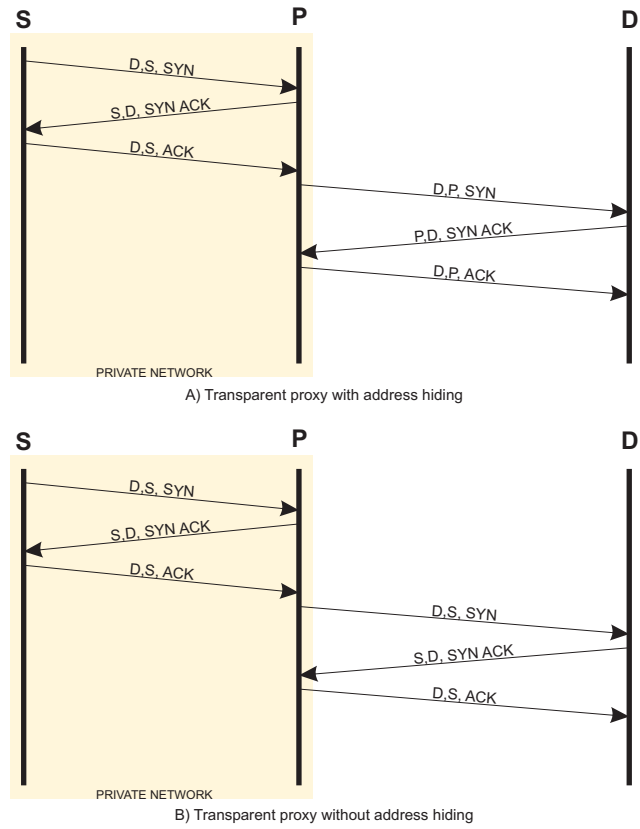 S P D
D,S, SYN
S,D, SYN ACK
D,S, ACK
D,P, SYN
P,D, SYN ACK
D,P, ACK
PRIVATE NETWORK
A) Transparent proxy with address hiding
S P D
D,S, SYN
S,D, SYN ACK
D,S, ACK
D,S, SYN
S,D, SYN ACK
D,S, ACK
PRIVATE NETWORK
B) Transparent proxy without address hiding